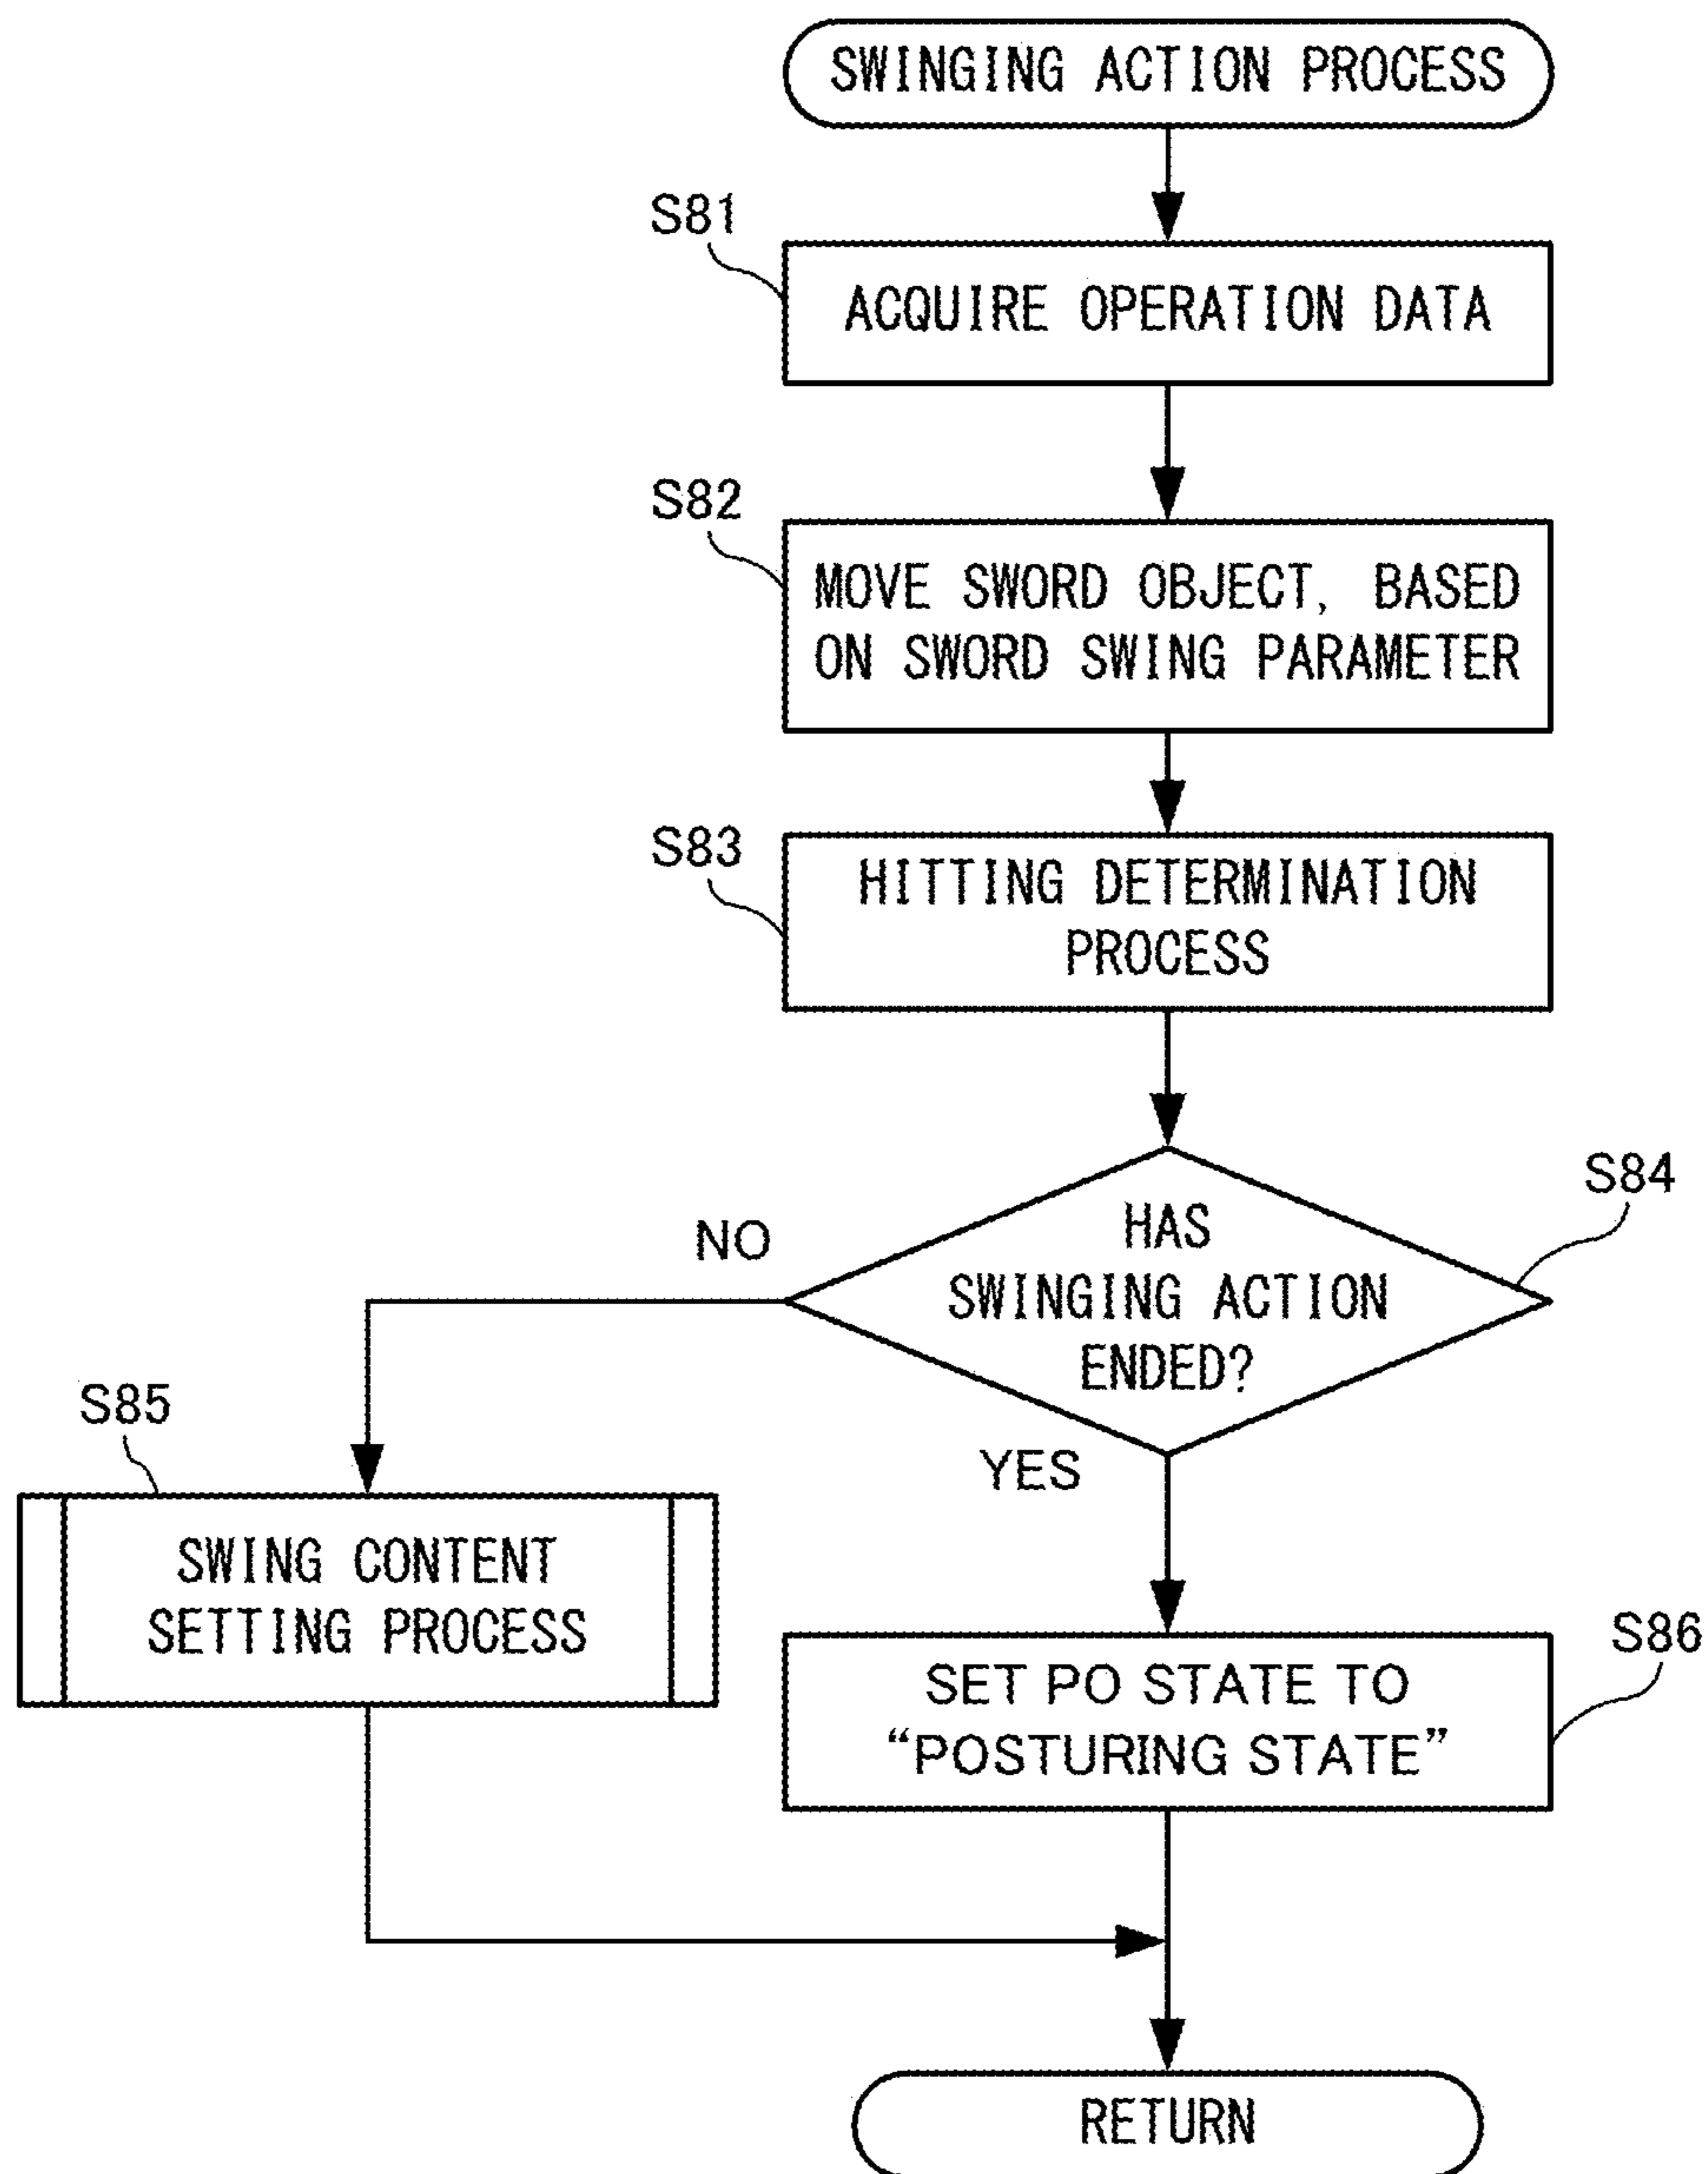 SWINGING ACTION PROCESS
S81
ACQUIRE OPERATION DATA
S82
MOVE SWORD OBJECT, BASED
ON SWORD SWING PARAMETER
S83
HITTING DETERMINATION
PROCESS
S84
HAS
SWINGING ACTION
ENDED?
NO
YES
S85
SWING CONTENT
SETTING PROCESS
S86
SET PO STATE TO
“POSTURING STATE”
RETURN